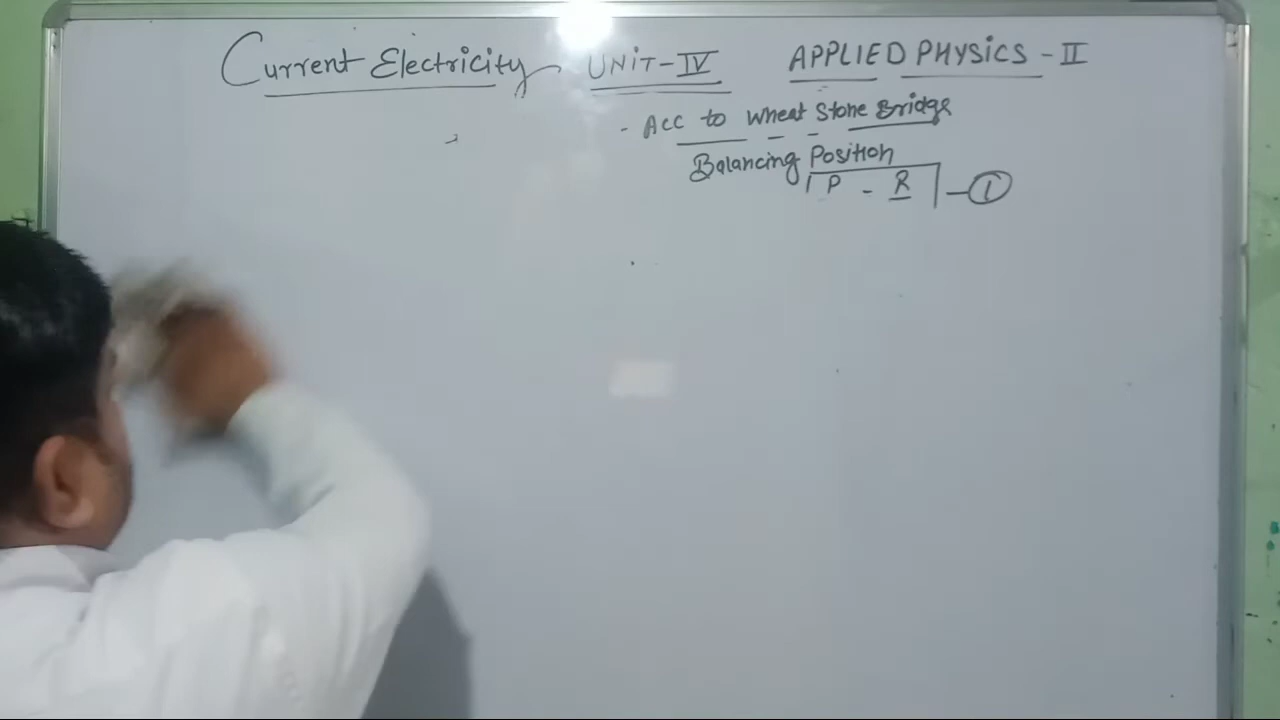 Current Electricity UNIT-IV APPLIED PHYSICS - II
- Acc to Wheat Stone Bridge
Balancing Position
P - R - 1